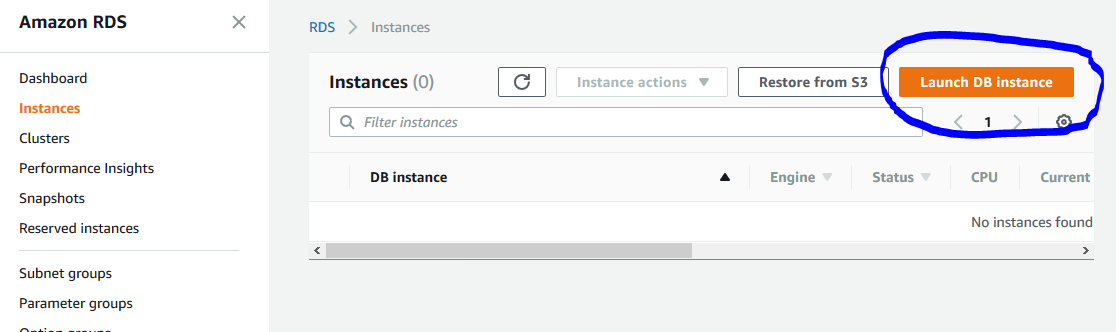 Amazon RDS
Dashboard
Instances
Clusters
Performance Insights
Snapshots
Reserved instances
Subnet groups
Parameter groups
Option groups
RDS > Instances
Instances (0)
Instance actions
Restore from S3
Launch DB instance
Filter instances
1
DB instance
Engine
Status
CPU
Current
No instances found